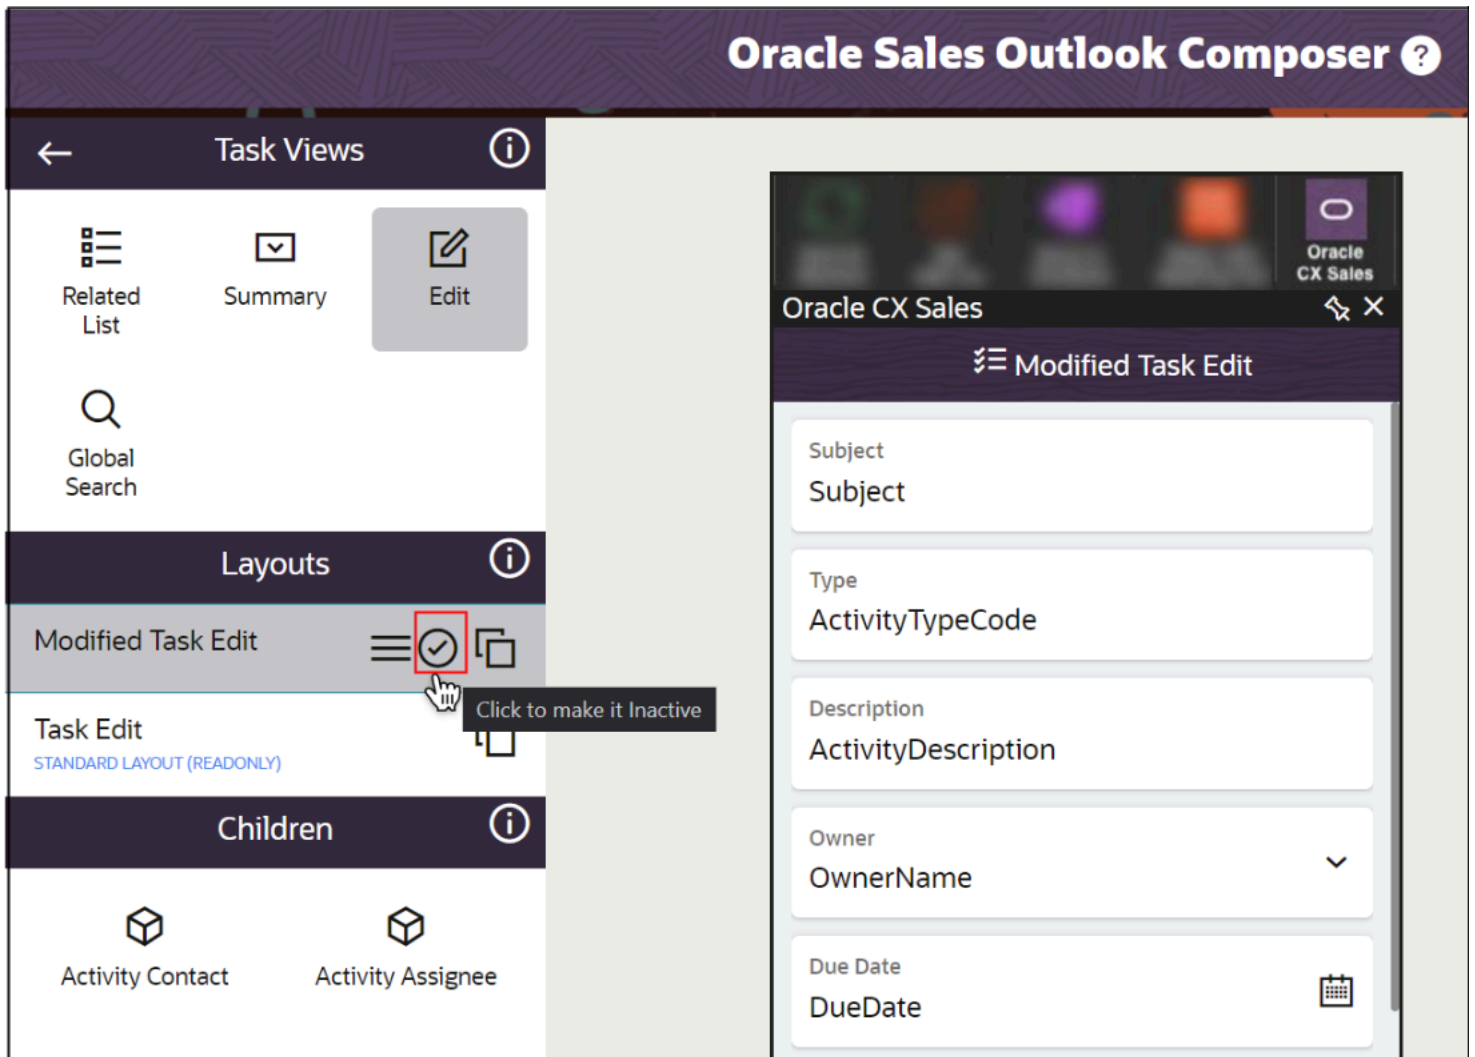 Oracle Sales Outlook Composer ?
Task Views
Related
List
Summary
Edit
Global
Search
Layouts
Modified Task Edit
Click to make it Inactive
Task Edit
STANDARD LAYOUT (READONLY)
Children
Activity Contact
Activity Assignee
Oracle
CX Sales
Oracle CX Sales
Modified Task Edit
Subject
Subject
Type
ActivityTypeCode
Description
ActivityDescription
Owner
OwnerName
Due Date
DueDate